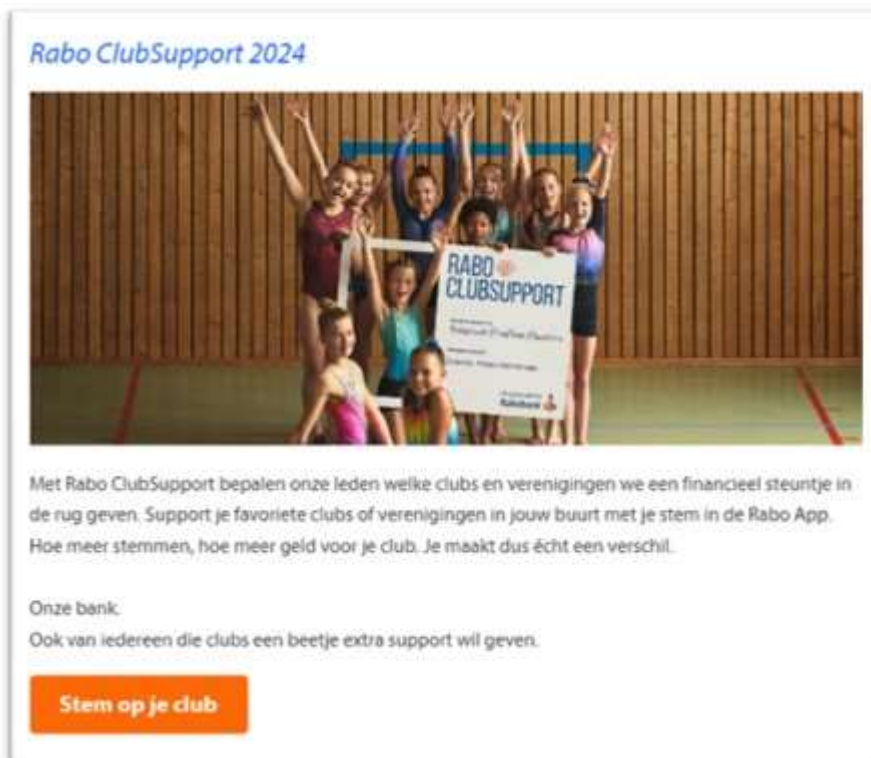 Rabo ClubSupport 2024
RABO
CLUBSUPPORT
Rabobank
Met Rabo ClubSupport bepalen onze leden welke clubs en verenigingen we een financieel steuntje in
de rug geven. Support je favoriete clubs of verenigingen in jouw buurt met je stem in de Rabo App.
Hoe meer stemmen, hoe meer geld voor je club. Je maakt dus écht een verschil.
Onze bank.
Ook van iedereen die clubs een beetje extra support wil geven.
Stem op je club